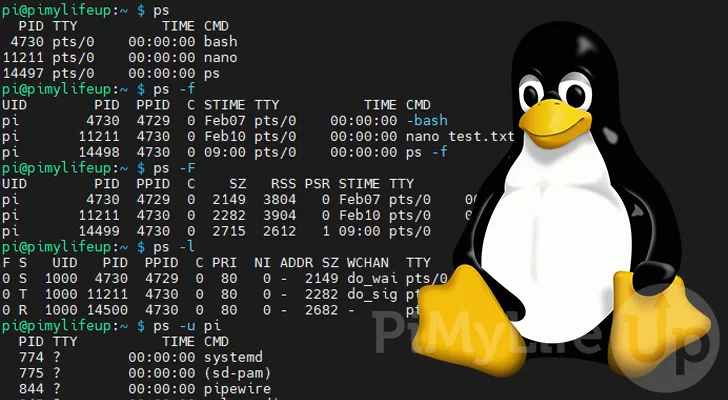 pi@pimylifeup:~ $ ps
PID TTY TIME CMD
4730 pts/0 00:00:00 bash
11211 pts/0 00:00:00 nano
14497 pts/0 00:00:00 ps
pi@pimylifeup:~ $ ps -f
UID PID PPID C STIME TTY TIME CMD
pi 4730 4729 0 Feb07 pts/0 00:00:00 -bash
pi 11211 4730 0 Feb10 pts/0 00:00:00 nano test.txt
pi 14498 4730 0 09:00 pts/0 00:00:00 ps -f
pi@pimylifeup:~ $ ps -F
UID PID PPID C SZ RSS PSR STIME TTY
pi 4730 4729 0 2149 3804 0 Feb07 pts/0
pi 11211 4730 0 2282 3904 0 Feb10 pts/0
pi 14499 4730 0 2715 2612 1 09:00 pts/0
pi@pimylifeup:~ $ ps -l
F S UID PID PPID C PRI NI ADDR SZ WCHAN TTY
0 S 1000 4730 4729 0 80 0 - 2149 do_wai pts/0
0 T 1000 11211 4730 0 80 0 - 2282 do_sig
0 R 1000 14500 4730 0 80 0 - 2682 -
pi@pimylifeup:~ $ ps -u pi
PID TTY TIME CMD
774 ? 00:00:00 systemd
775 ? 00:00:00 (sd-pam)
844 ? 00:00:00 pipewire
PiMyLifeUp